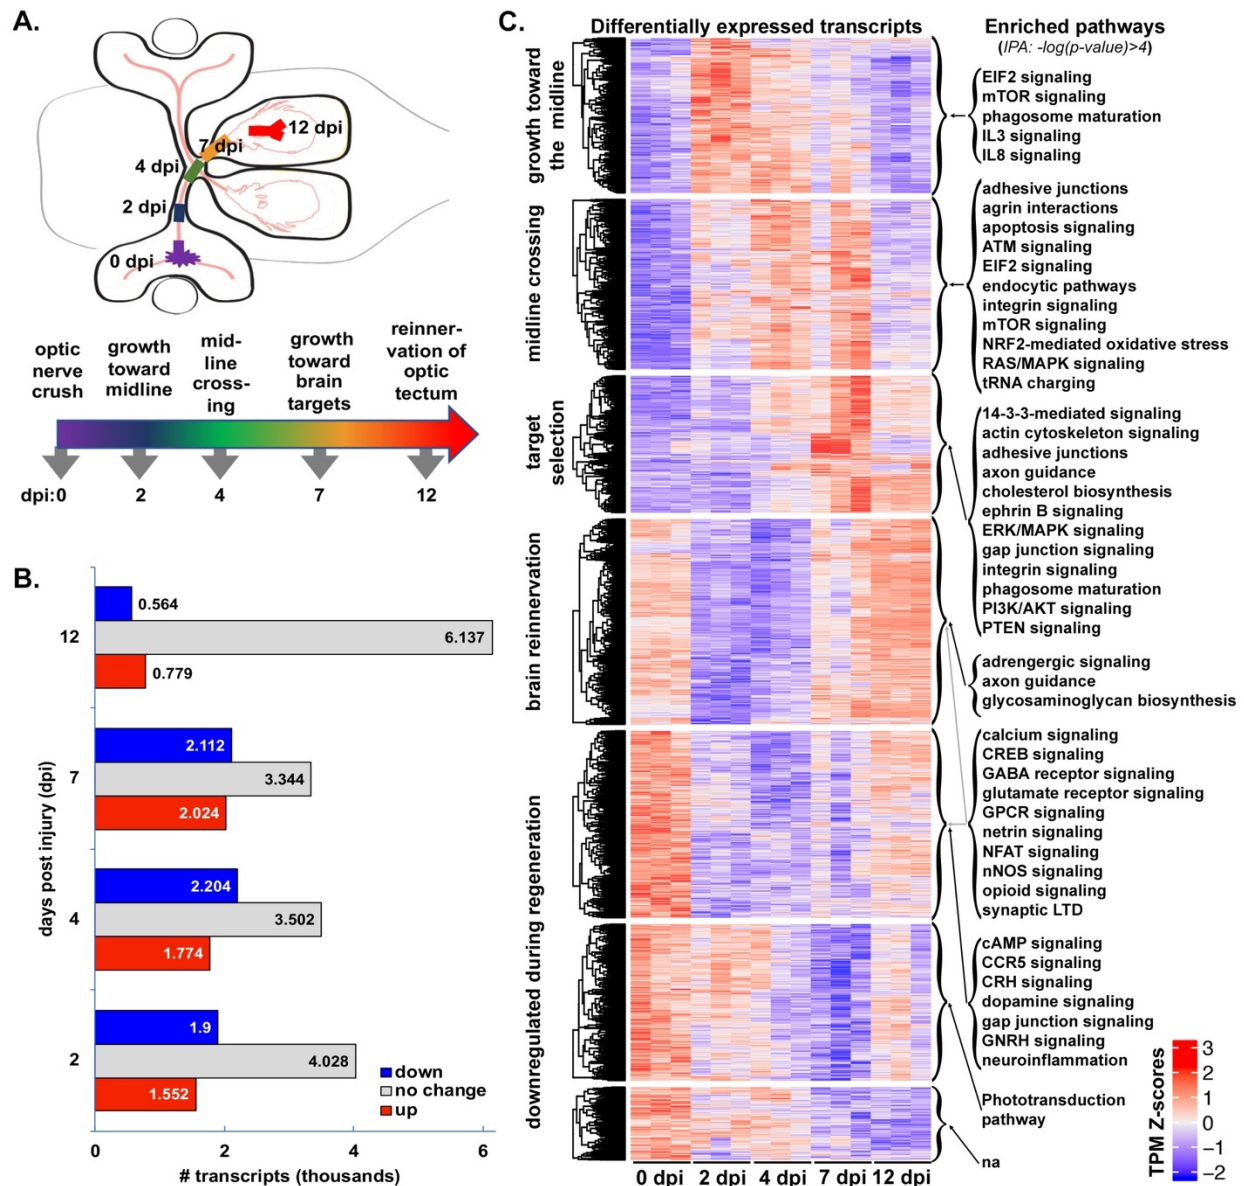 A.
12 dpi
7 dpi
4 dpi
2 dpi
0 dpi
optic
nerve
crush
growth
toward
midline
mid-
line
cross-
ing
growth
toward
brain
targets
reinner-
vation of
optic
tectum
dpi:0
2
4
7
12
B.
days post injury (dpi)
12
0.564
6.137
0.779
7
2.112
3.344
2.024
4
2.204
3.502
1.774
2
1.9
4.028
1.552
down
no change
up
0
2
4
6
# transcripts (thousands)
C.
Differentially expressed transcripts
growth toward
the midline
midline crossing
target
selection
brain reinnervation
downregulated during regeneration
0 dpi
2 dpi
4 dpi
7 dpi
12 dpi
Enriched pathways
(IPA: -log(p-value)>4)
EIF2 signaling
mTOR signaling
phagosome maturation
IL3 signaling
IL8 signaling
adhesive junctions
agrin interactions
apoptosis signaling
ATM signaling
EIF2 signaling
endocytic pathways
integrin signaling
mTOR signaling
NRF2-mediated oxidative stress
RAS/MAPK signaling
tRNA charging
14-3-3-mediated signaling
actin cytoskeleton signaling
adhesive junctions
axon guidance
cholesterol biosynthesis
ephrin B signaling
ERK/MAPK signaling
gap junction signaling
integrin signaling
phagosome maturation
PI3K/AKT signaling
PTEN signaling
adrengergic signaling
axon guidance
glycosaminoglycan biosynthesis
calcium signaling
CREB signaling
GABA receptor signaling
glutamate receptor signaling
GPCR signaling
netrin signaling
NFAT signaling
nNOS signaling
opioid signaling
synaptic LTD
cAMP signaling
CCR5 signaling
CRH signaling
dopamine signaling
gap junction signaling
GNRH signaling
neuroinflammation
Phototransduction
pathway
na
TPM Z-scores
3
2
1
0
−1
−2